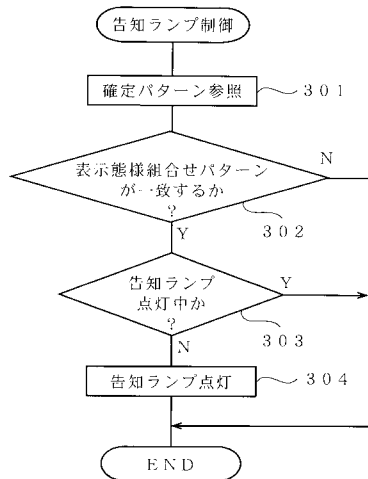 告知ランプ制御
確定パターン参照
301
表示態様組合せパターン
が一致するか
?
N
302
Y
告知ランプ
点灯中か
?
Y
303
N
告知ランプ点灯
304
END